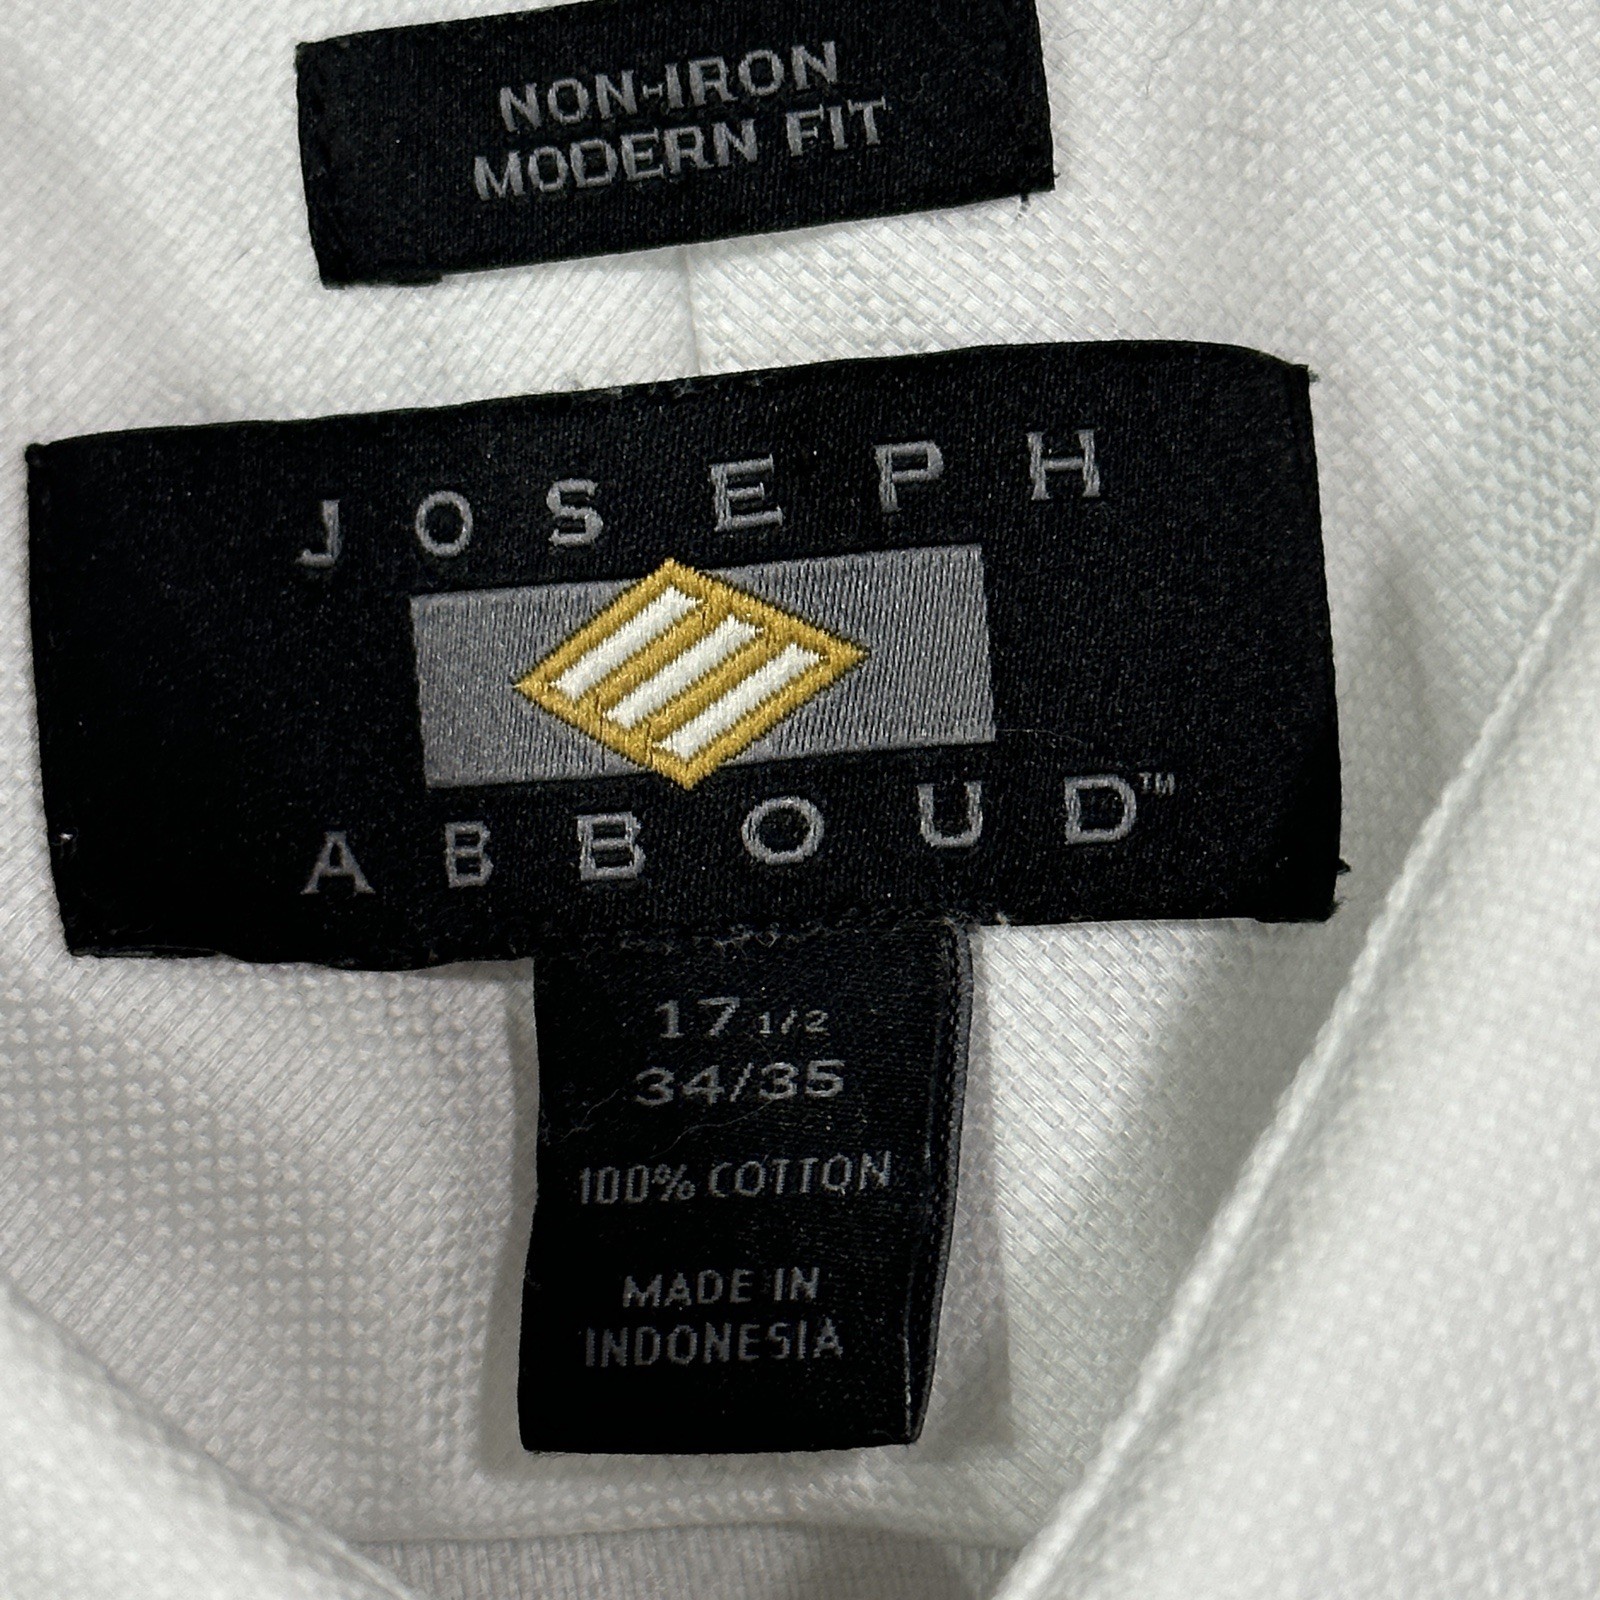 NON-IRON
MODERN FIT
JOSEPH
ABBOUD™
17 1/2
34/35
100% COTTON
MADE IN
INDONESIA